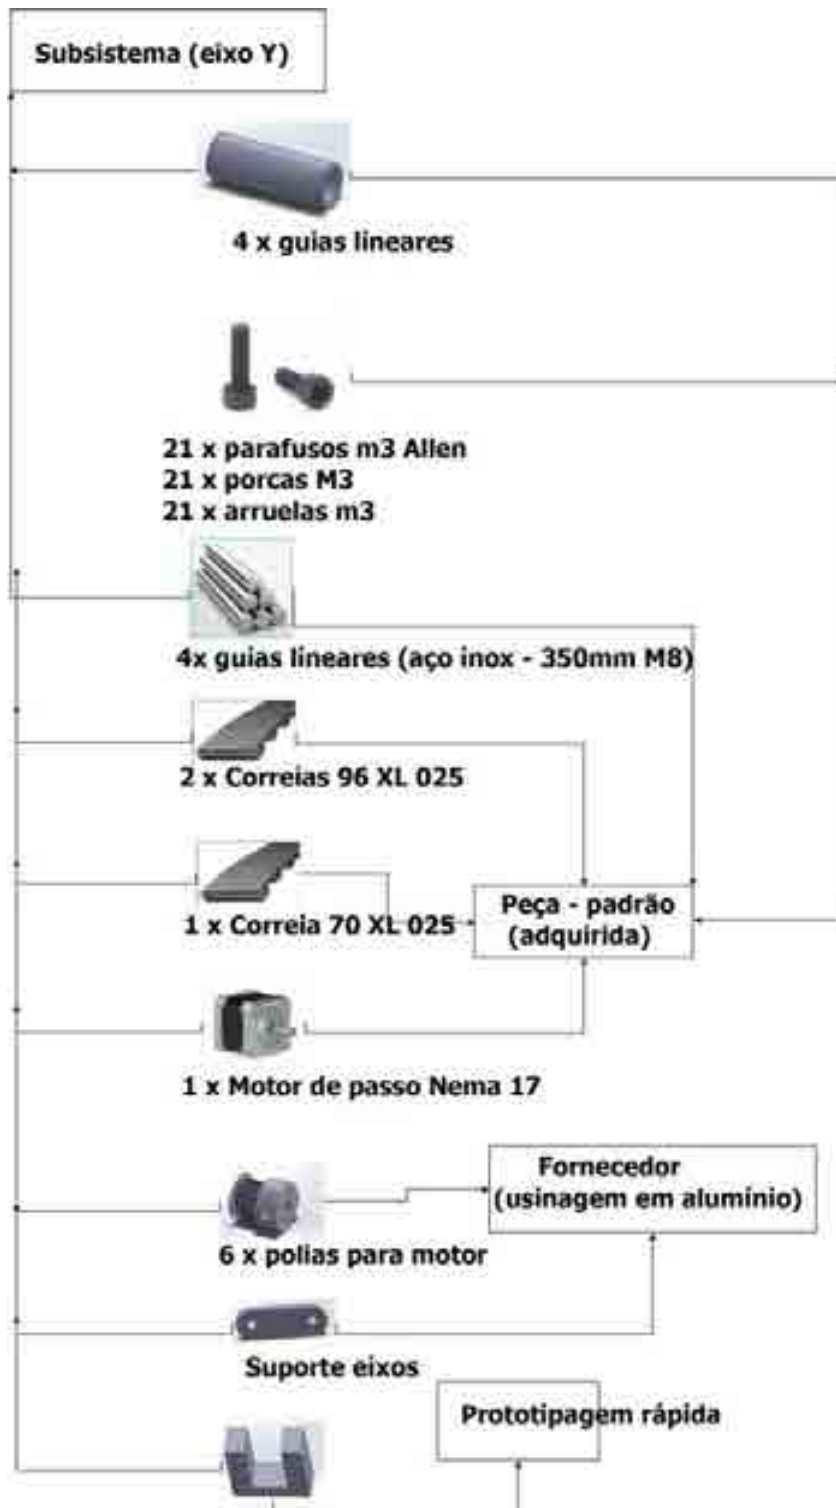 Subsistema (eixo Y)
4 x guias lineares
21 x parafusos m3 Allen
21 x porcas M3
21 x arruelas m3
4x guias lineares (aço inox - 350mm M8)
2 x Correias 96 XL 025
1 x Correia 70 XL 025
Peça - padrão
(adquirida)
1 x Motor de passo Nema 17
Fornecedor
(usinagem em alumínio)
6 x polias para motor
Suporte eixos
Prototipagem rápida